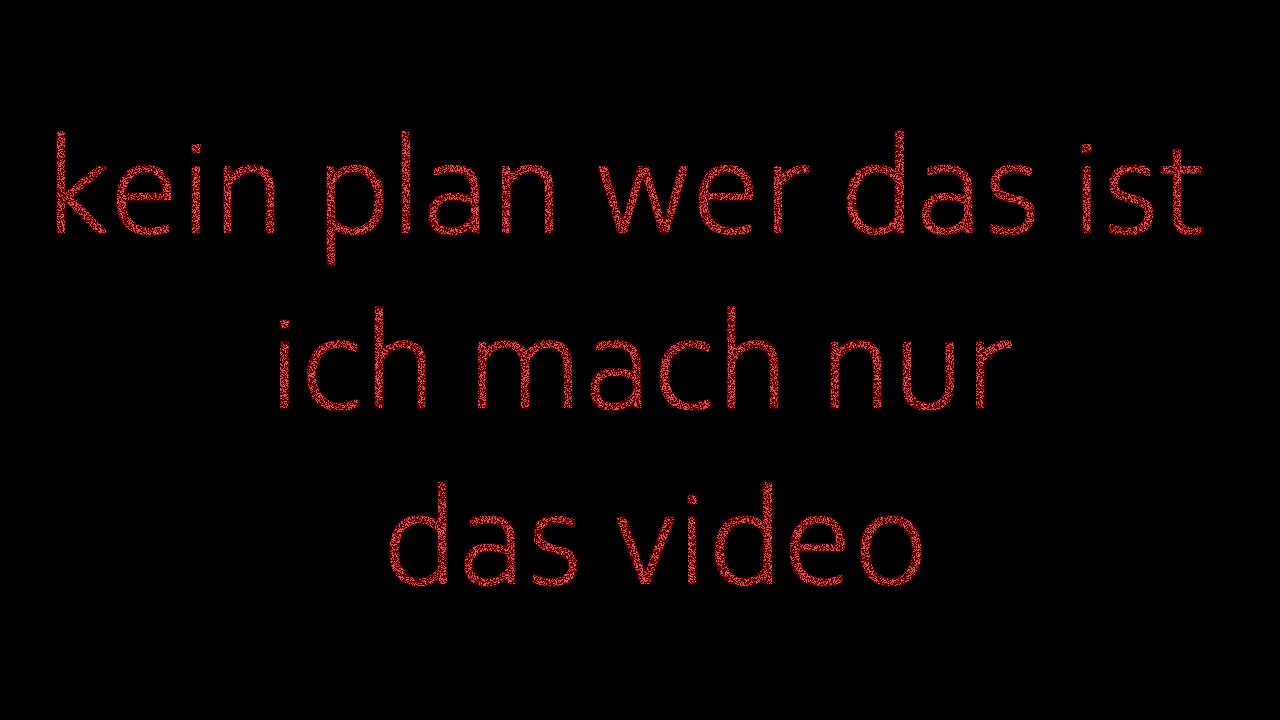 kein plan wer das ist
ich mach nur
das video